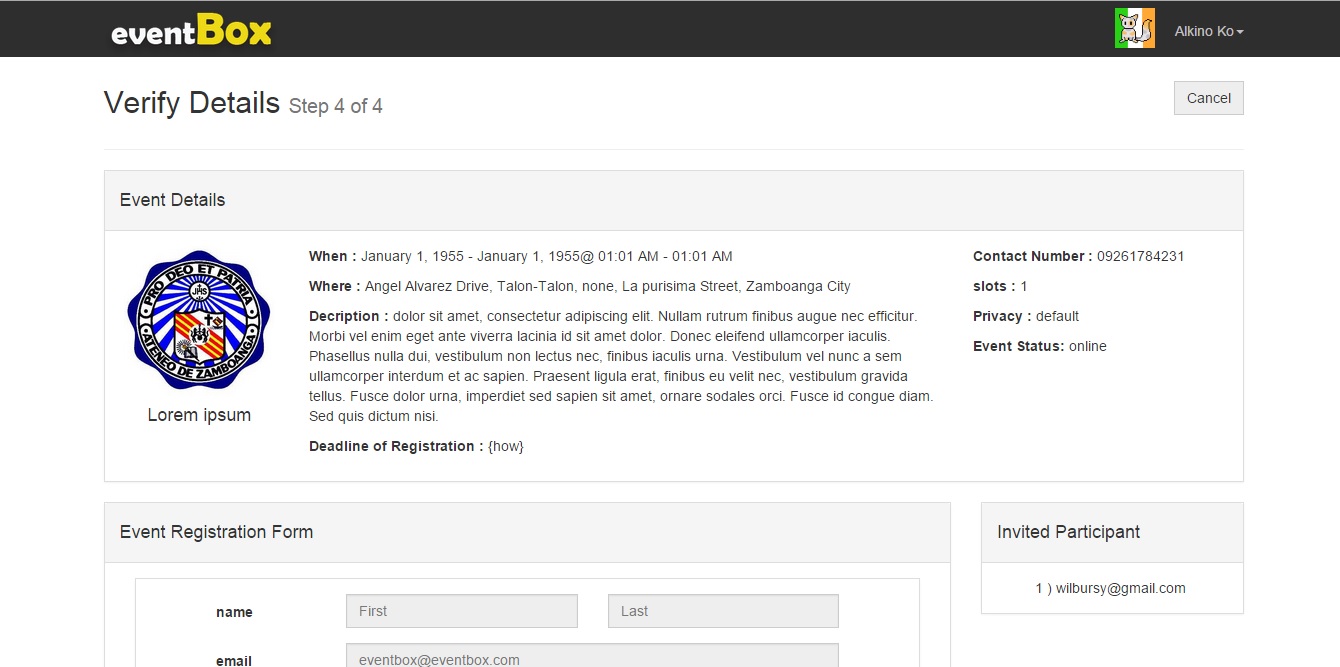 eventBox
Alkino Ko
Verify Details Step 4 of 4
Cancel
Event Details
PRO DEO ET PATRIA
JHS
ATENEO DE ZAMBOANGA
Lorem ipsum
When : January 1, 1955 - January 1, 1955@ 01:01 AM - 01:01 AM
Where : Angel Alvarez Drive, Talon-Talon, none, La purisima Street, Zamboanga City
Decription : dolor sit amet, consectetur adipiscing elit. Nullam rutrum finibus augue nec efficitur.
Morbi vel enim eget ante viverra lacinia id sit amet dolor. Donec eleifend ullamcorper iaculis.
Phasellus nulla dui, vestibulum non lectus nec, finibus iaculis urna. Vestibulum vel nunc a sem
ullamcorper interdum et ac sapien. Praesent ligula erat, finibus eu velit nec, vestibulum gravida
tellus. Fusce dolor urna, imperdiet sed sapien sit amet, ornare sodales orci. Fusce id congue diam.
Sed quis dictum nisi.
Deadline of Registration : {how}
Contact Number : 09261784231
slots : 1
Privacy : default
Event Status: online
Event Registration Form
name
First
Last
email
eventbox@eventbox.com
Invited Participant
1 ) wilbursy@gmail.com